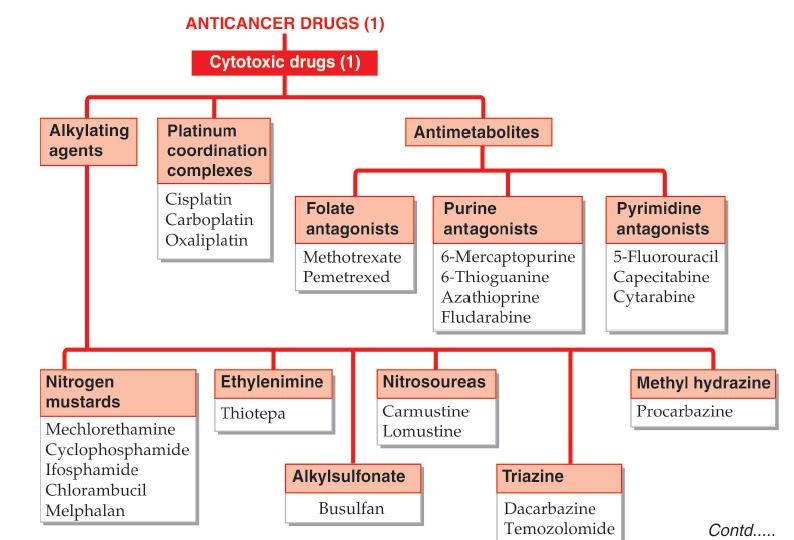 ANTICANCER DRUGS (1)
Cytotoxic drugs (1)
Alkylating
agents
Platinum
coordination
complexes
Cisplatin
Carboplatin
Oxaliplatin
Antimetabolites
Folate
antagonists
Methotrexate
Pemetrexed
Purine
antagonists
6-Mercaptopurine
6-Thioguanine
Azathioprine
Fludarabine
Pyrimidine
antagonists
5-Fluorouracil
Capecitabine
Cytarabine
Nitrogen
mustards
Mechlorethamine
Cyclophosphamide
Ifosphamide
Chlorambucil
Melphalan
Ethylenimine
Thiotepa
Alkylsulfonate
Busulfan
Nitrosoureas
Carmustine
Lomustine
Triazine
Dacarbazine
Temozolomide
Methyl hydrazine
Procarbazine
Contd.....